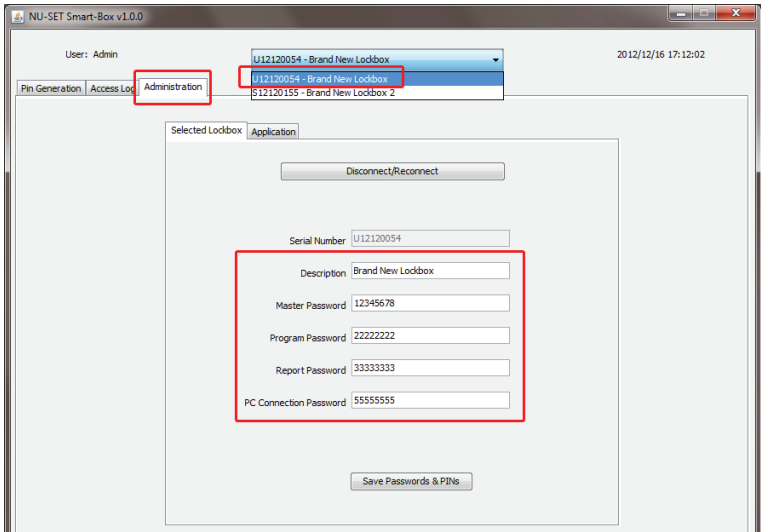 NU-SET Smart-Box v1.0.0
User: Admin
U12120054 - Brand New Lockbox
2012/12/16 17:12:02
U12120054 - Brand New Lockbox
S12120155 - Brand New Lockbox 2
Pin Generation Access Log Administration
Selected Lockbox Application
Disconnect/Reconnect
Serial Number U12120054
Description Brand New Lockbox
Master Password 12345678
Program Password 22222222
Report Password 33333333
PC Connection Password 55555555
Save Passwords & PINs